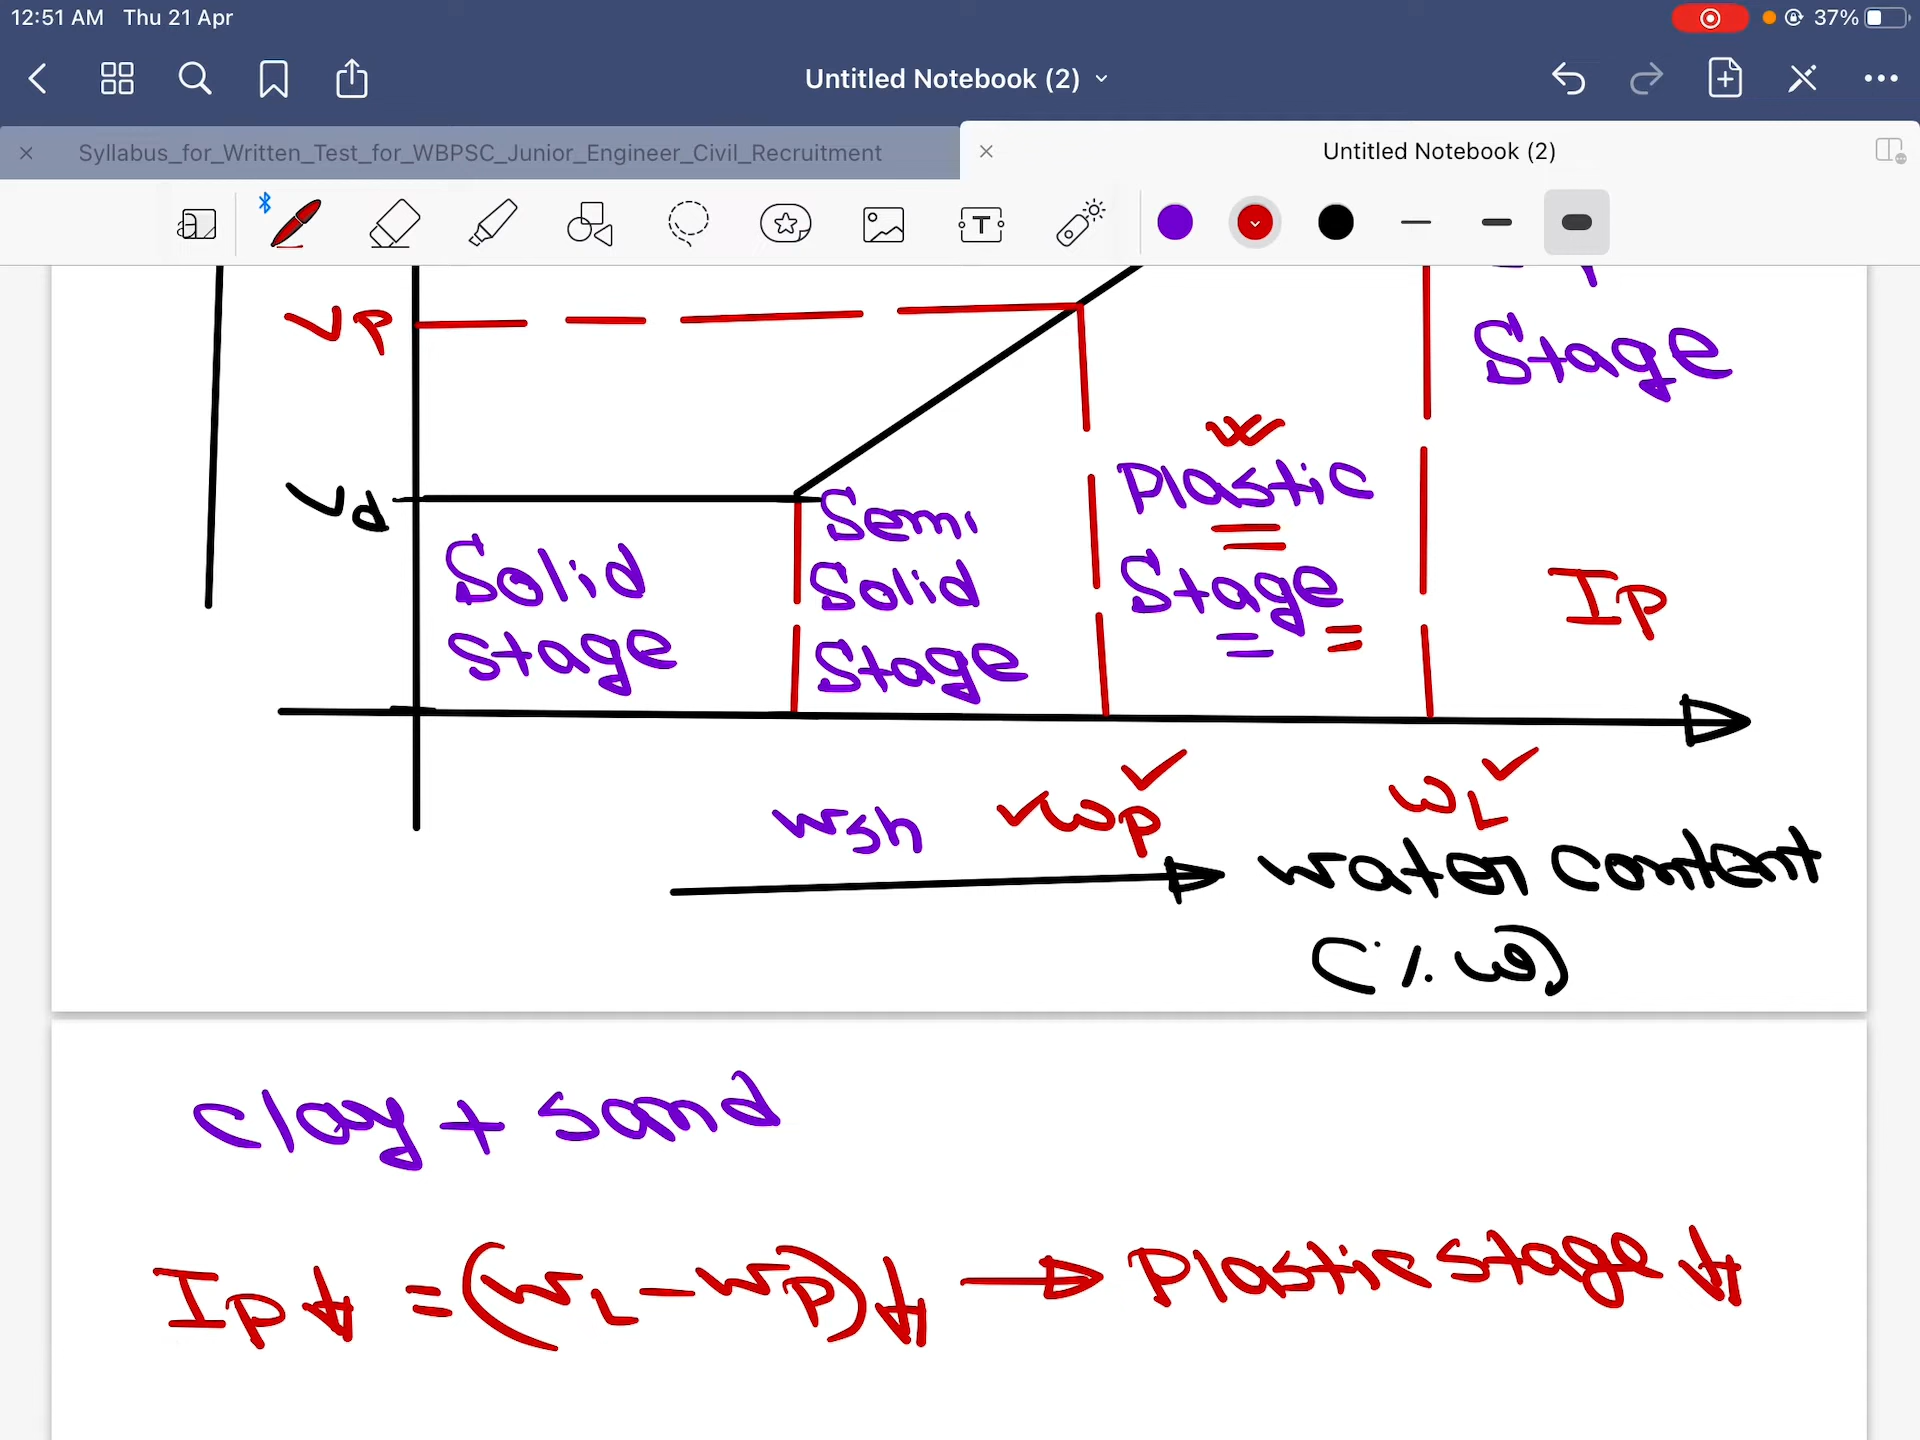 12:51 AM Thu 21 Apr 37%
Untitled Notebook (2)
Syllabus_for_Written_Test_for_WBPSC_Junior_Engineer_Civil_Recruitment
Untitled Notebook (2)
T
Vp
Stage
Vd
Plastic
Stage
Semi
Solid
Stage
Solid
Stage
Ip
wsh
wp
wL
water content
(% w)
clay + sand
Ip ↓ = (wL - wp) ↓ → Plastic stage ↓